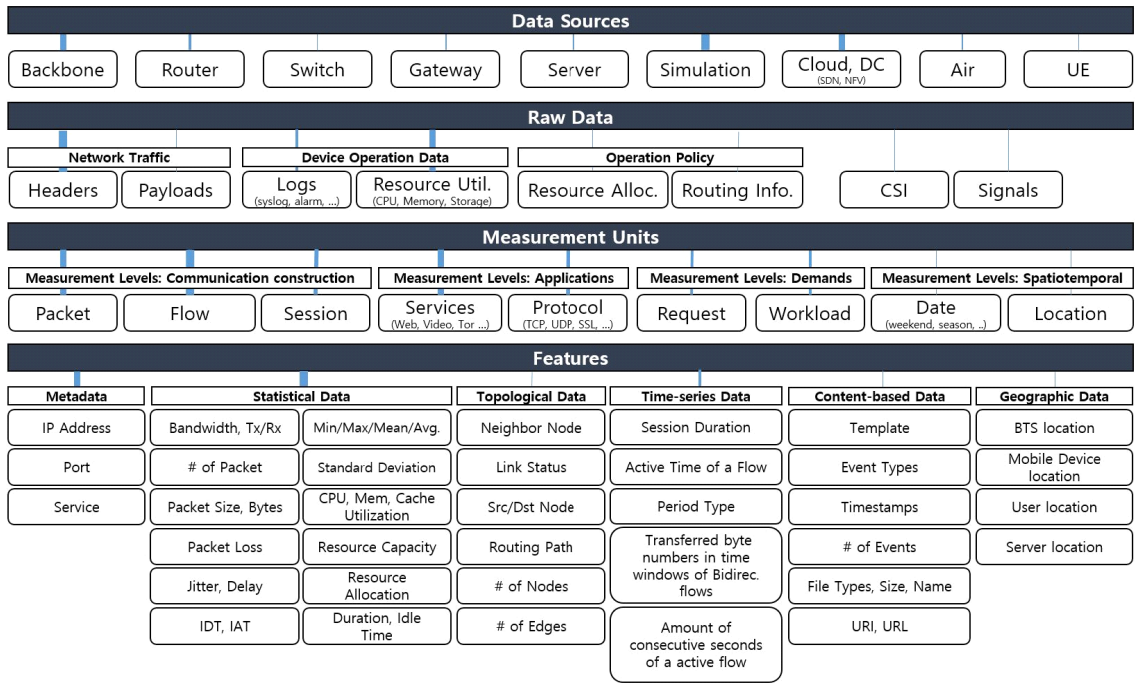 Data Sources
Backbone
Router
Switch
Gateway
Server
Simulation
Cloud, DC
(SDN, NFV)
Air
UE
Raw Data
Network Traffic
Device Operation Data
Operation Policy
Headers
Payloads
Logs
(syslog, alarm, ...)
Resource Util.
(CPU, Memory, Storage)
Resource Alloc.
Routing Info.
CSI
Signals
Measurement Units
Measurement Levels: Communication construction
Measurement Levels: Applications
Measurement Levels: Demands
Measurement Levels: Spatiotemporal
Packet
Flow
Session
Services
(Web, Video, Tor ...)
Protocol
(TCP, UDP, SSL, ...)
Request
Workload
Date
(weekend, season, ..)
Location
Features
Metadata
IP Address
Port
Service
Statistical Data
Bandwidth, Tx/Rx
# of Packet
Packet Size, Bytes
Packet Loss
Jitter, Delay
IDT, IAT
Min/Max/Mean/Avg.
Standard Deviation
CPU, Mem, Cache
Utilization
Resource Capacity
Resource
Allocation
Duration, Idle
Time
Topological Data
Neighbor Node
Link Status
Src/Dst Node
Routing Path
# of Nodes
# of Edges
Time-series Data
Session Duration
Active Time of a Flow
Period Type
Transferred byte
numbers in time
windows of Bidirec.
flows
Amount of
consecutive seconds
of a active flow
Content-based Data
Template
Event Types
Timestamps
# of Events
File Types, Size, Name
URI, URL
Geographic Data
BTS location
Mobile Device
location
User location
Server location